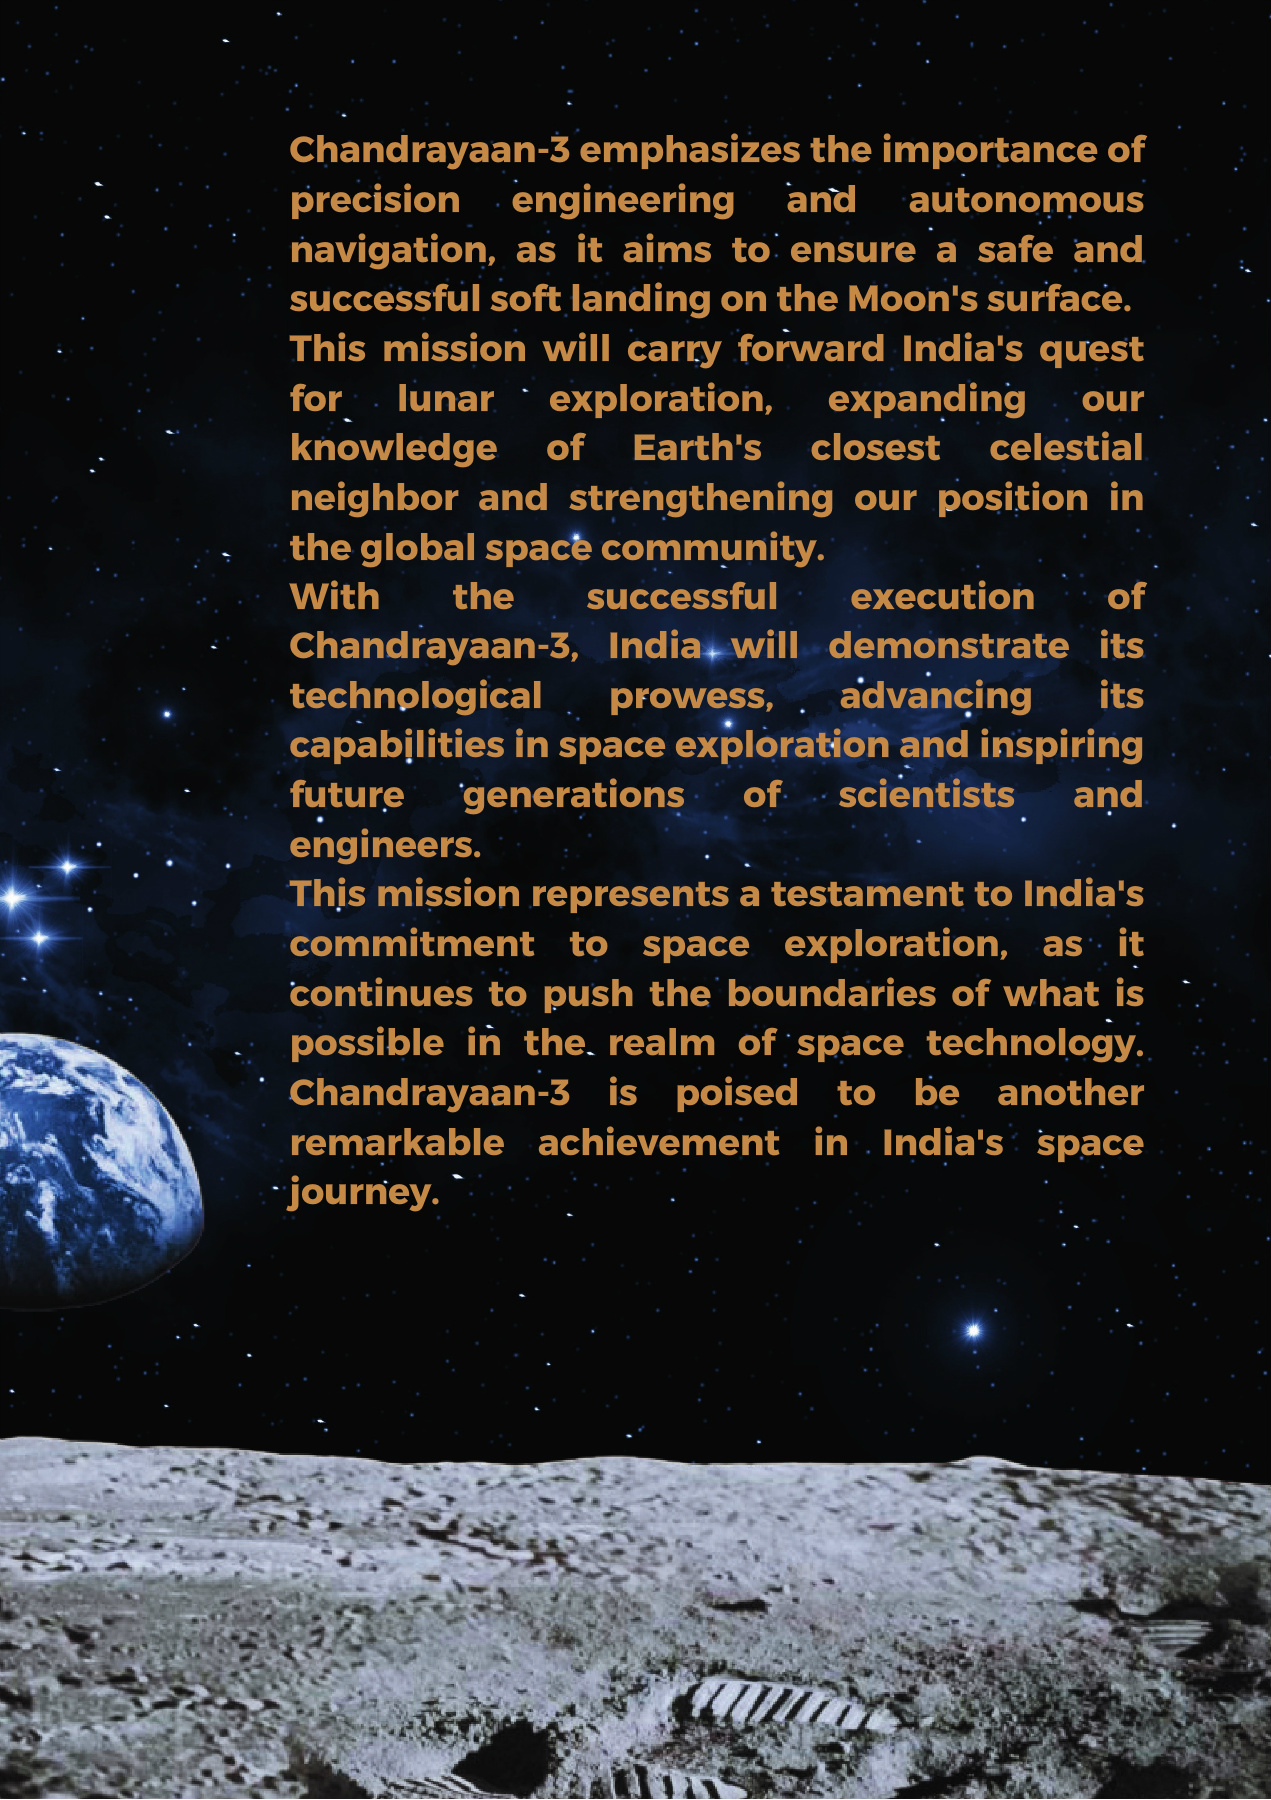 Chandrayaan-3 emphasizes the importance of
precision engineering and autonomous
navigation, as it aims to ensure a safe and
successful soft landing on the Moon's surface.
This mission will carry forward India's quest
for lunar exploration, expanding our
knowledge of Earth's closest celestial
neighbor and strengthening our position in
the global space community.
With the successful execution of
Chandrayaan-3, India will demonstrate its
technological prowess, advancing its
capabilities in space exploration and inspiring
future generations of scientists and
engineers.
This mission represents a testament to India's
commitment to space exploration, as it
continues to push the boundaries of what is
possible in the realm of space technology.
Chandrayaan-3 is poised to be another
remarkable achievement in India's space
journey.